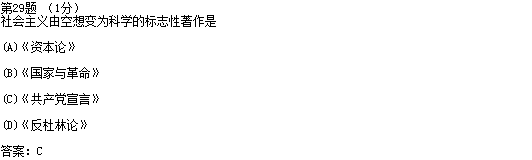 第29题 （1分）
社会主义由空想变为科学的标志性著作是
(A)《资本论》
(B)《国家与革命》
(C)《共产党宣言》
(D)《反杜林论》
答案：C